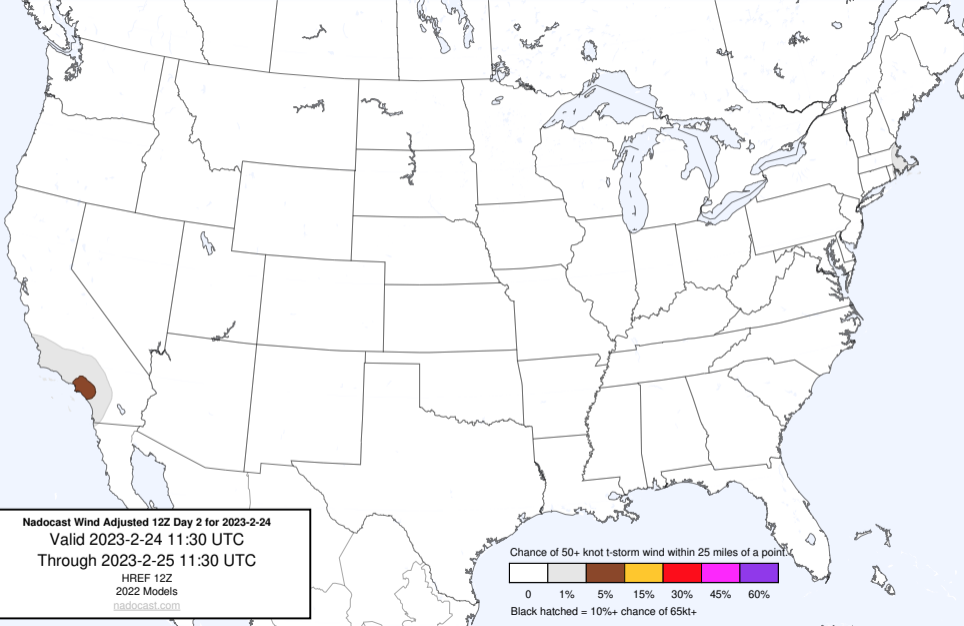 Nadocast Wind Adjusted 12Z Day 2 for 2023-2-24
Valid 2023-2-24 11:30 UTC
Through 2023-2-25 11:30 UTC
HREF 12Z
2022 Models
nadocast.com
Chance of 50+ knot t-storm wind within 25 miles of a point.
0 1% 5% 15% 30% 45% 60%
Black hatched = 10%+ chance of 65kt+